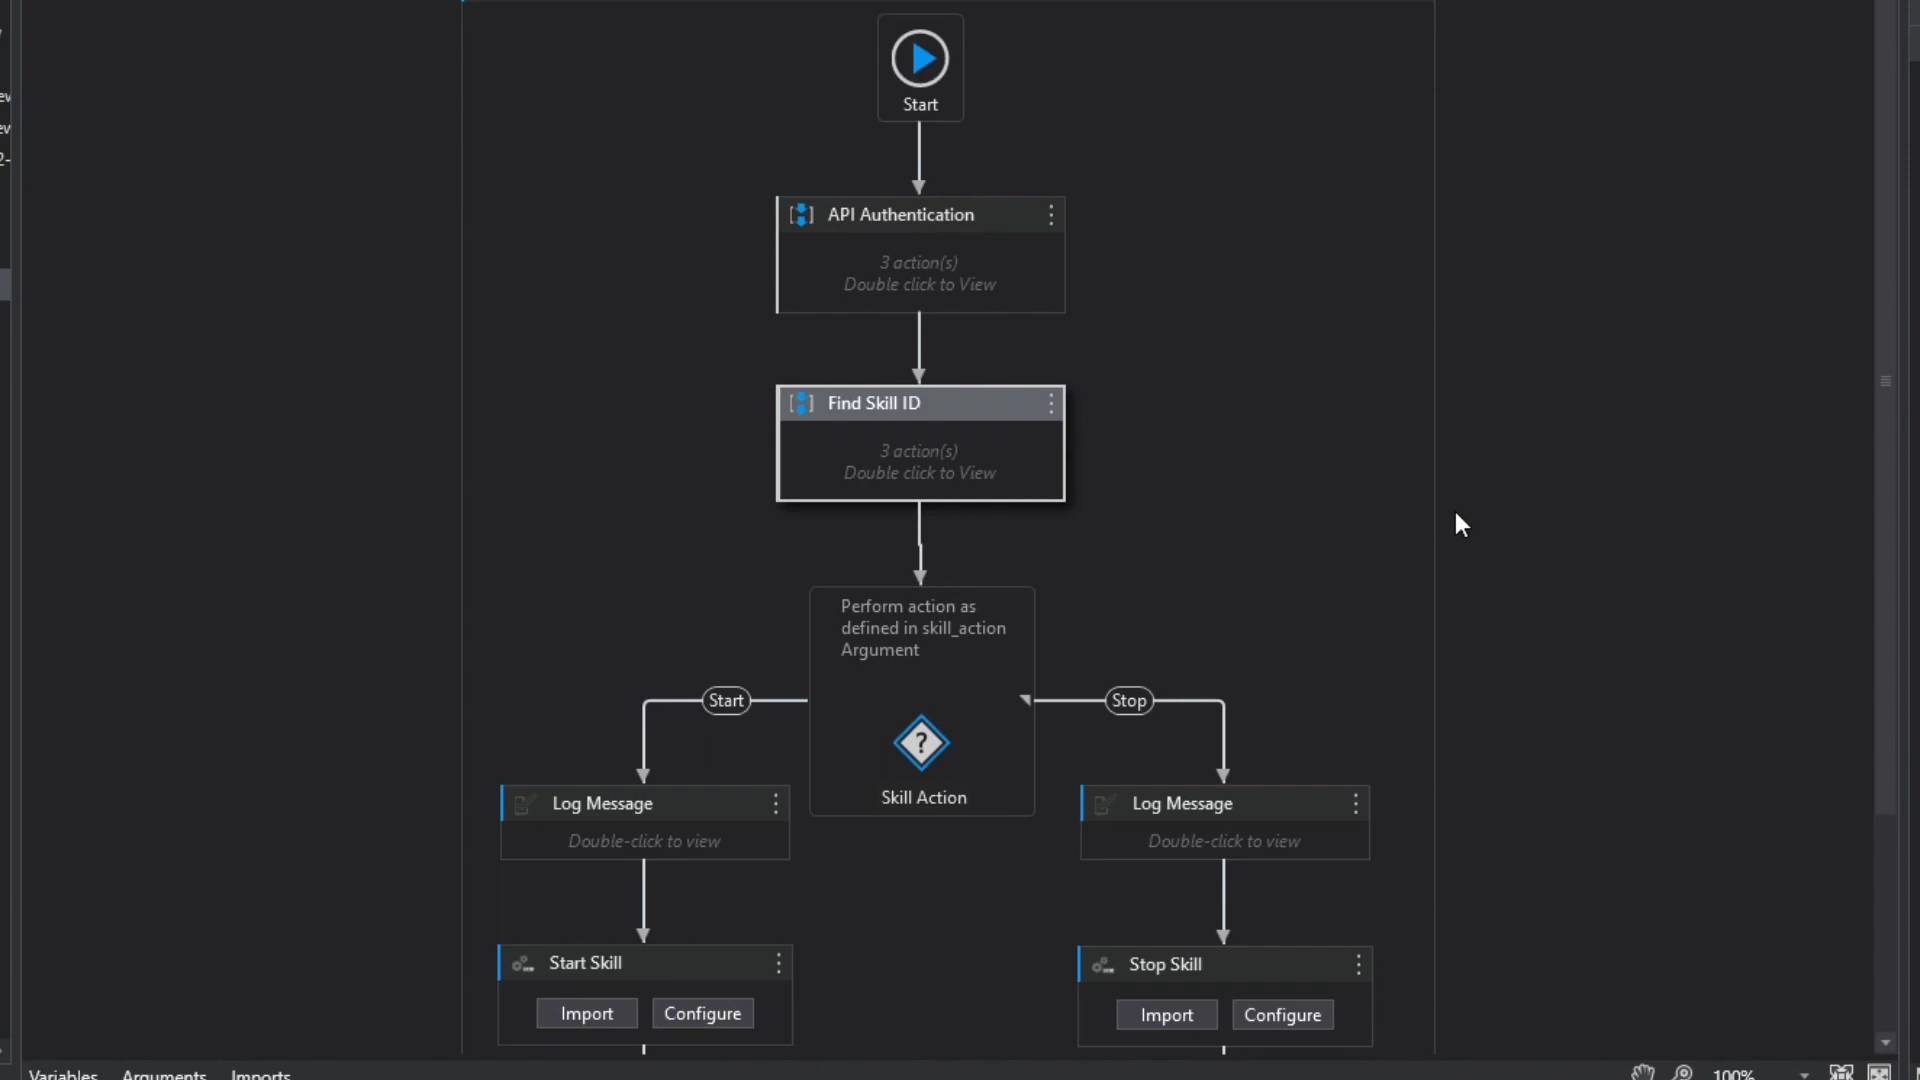 Start
API Authentication
3 action(s)
Double click to View
Find Skill ID
3 action(s)
Double click to View
Perform action as
defined in skill_action
Argument
Start
Stop
Skill Action
Log Message
Double-click to view
Log Message
Double-click to view
Start Skill
Import
Configure
Stop Skill
Import
Configure
Variables
Arguments
Imports
100%